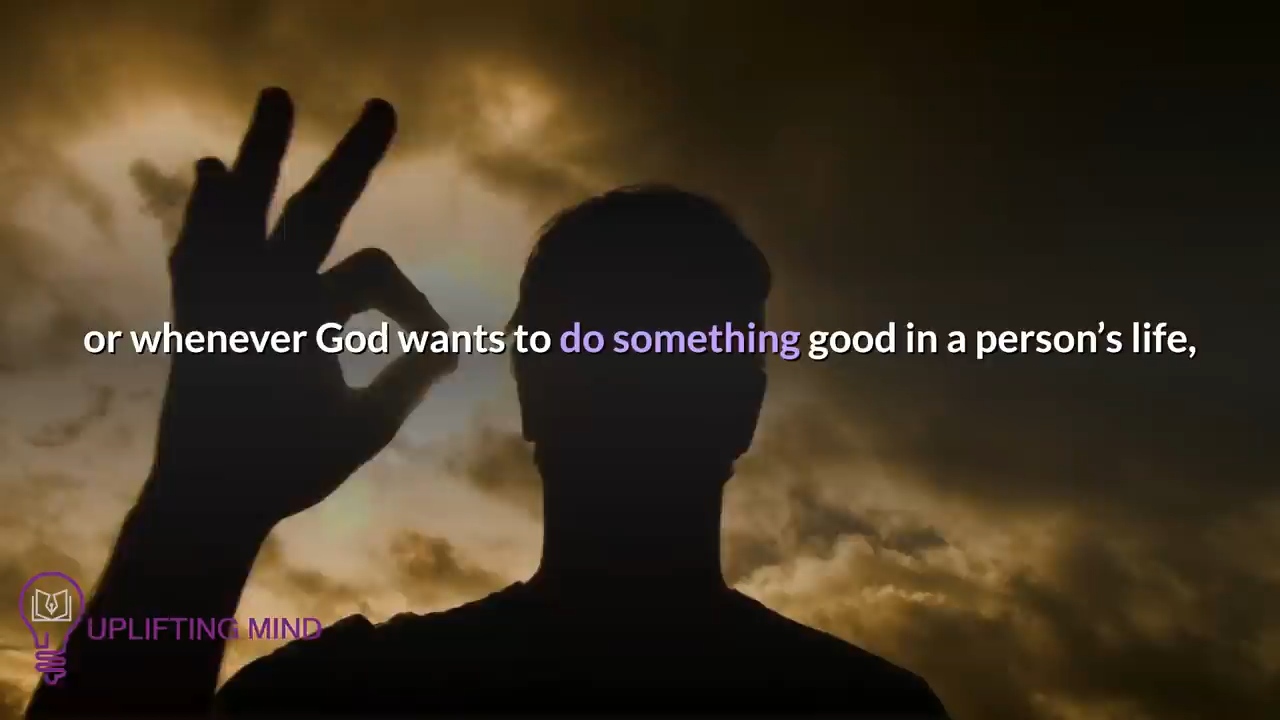 or whenever God wants to do something good in a person’s life,
UPLIFTING MIND